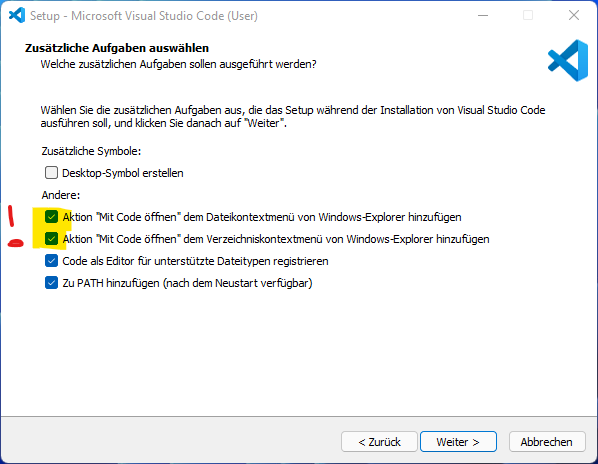 Setup - Microsoft Visual Studio Code (User)
Zusätzliche Aufgaben auswählen
Welche zusätzlichen Aufgaben sollen ausgeführt werden?
Wählen Sie die zusätzlichen Aufgaben aus, die das Setup während der Installation von Visual Studio Code
ausführen soll, und klicken Sie danach auf "Weiter".
Zusätzliche Symbole:
Desktop-Symbol erstellen
Andere:
Aktion "Mit Code öffnen" dem Dateikontextmenü von Windows-Explorer hinzufügen
Aktion "Mit Code öffnen" dem Verzeichniskontextmenü von Windows-Explorer hinzufügen
Code als Editor für unterstützte Dateitypen registrieren
Zu PATH hinzufügen (nach dem Neustart verfügbar)
< Zurück Weiter > Abbrechen